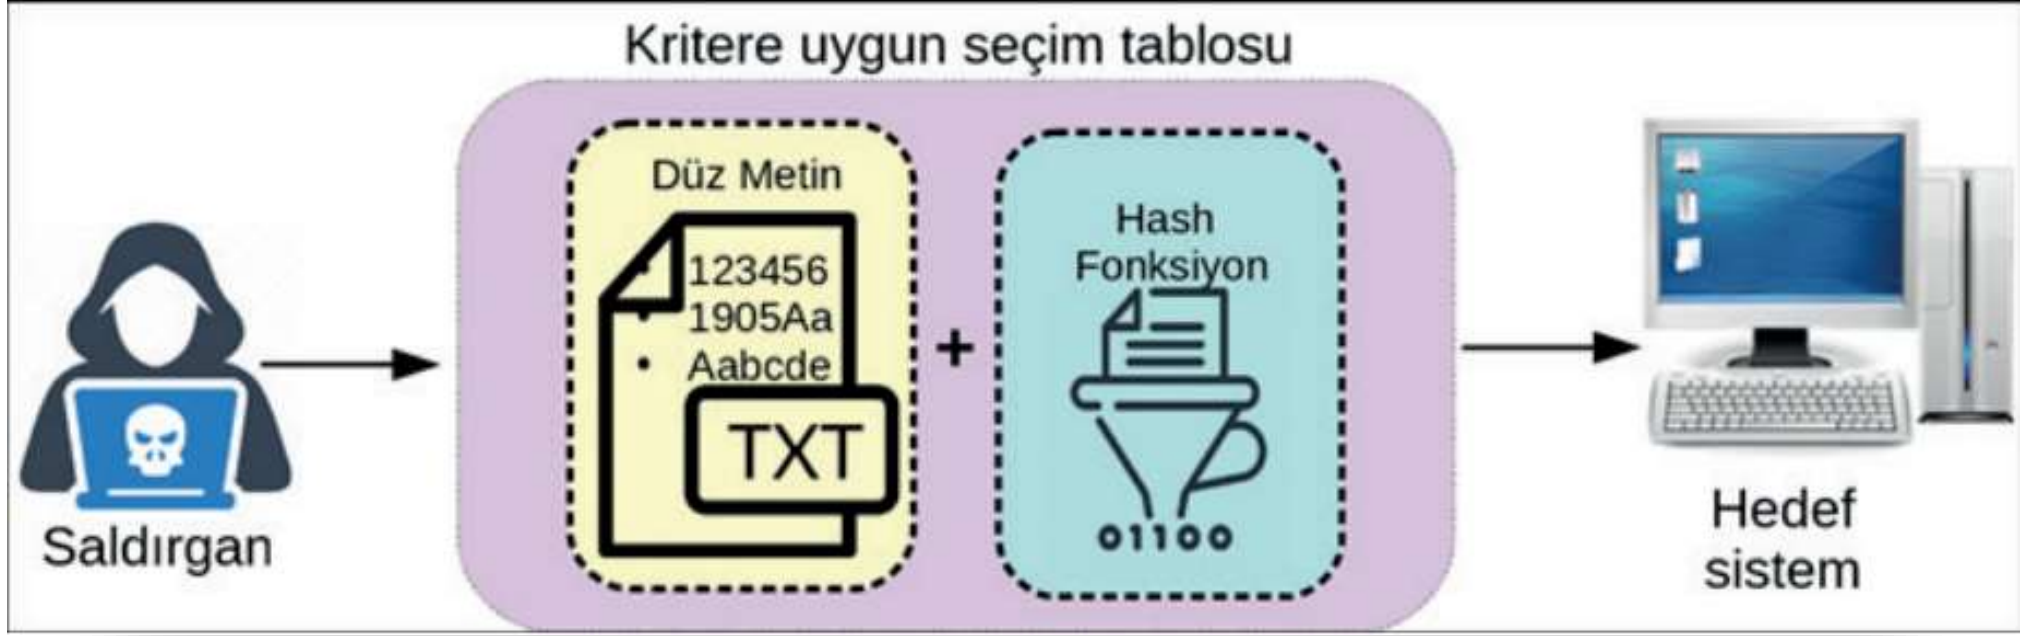 Kritere uygun seçim tablosu
Düz Metin
123456
1905Aa
• Aabcde
TXT
+
Hash
Fonksiyon
01100
Saldırgan
Hedef
sistem